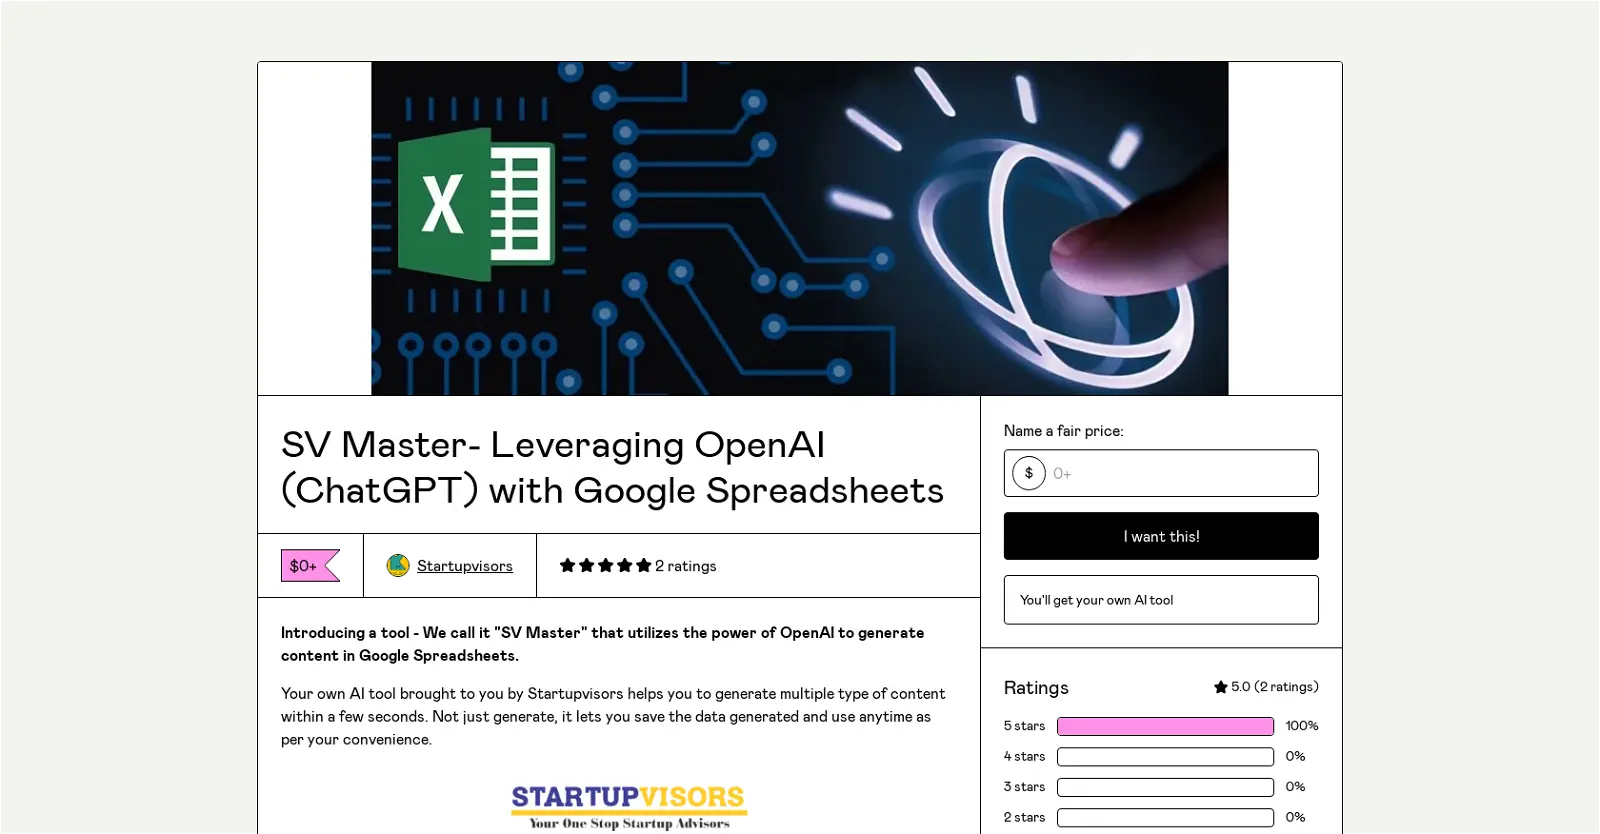 X
SV Master- Leveraging OpenAI
(ChatGPT) with Google Spreadsheets
$0+
Startupvisors
2 ratings
Introducing a tool - We call it "SV Master" that utilizes the power of OpenAI to generate
content in Google Spreadsheets.
Your own AI tool brought to you by Startupvisors helps you to generate multiple type of content
within a few seconds. Not just generate, it lets you save the data generated and use anytime as
per your convenience.
STARTUPVISORS
Your One Stop Startup Advisors
Name a fair price:
$ 0+
I want this!
You'll get your own AI tool
Ratings
5.0 (2 ratings)
5 stars 100%
4 stars 0%
3 stars 0%
2 stars 0%